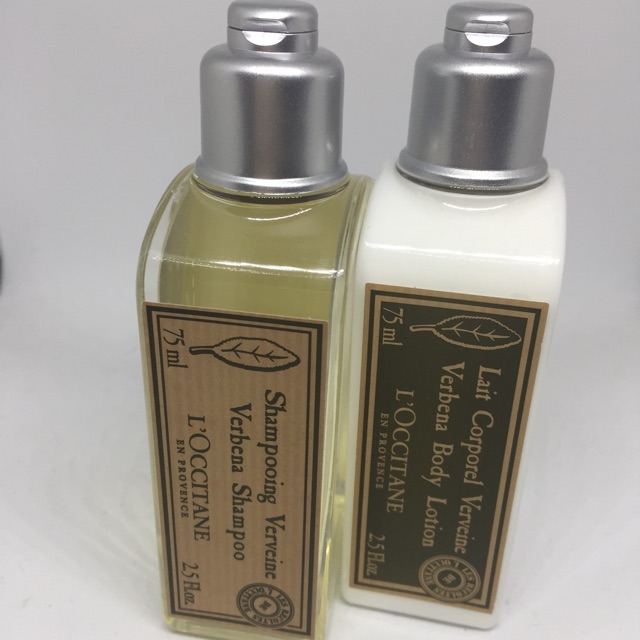 Shampooing Verveine
Verbena Shampoo
L'OCCITANE
EN PROVENCE
75 ml
2.5 fl.oz.
Lait Corporel Verveine
Verbena Body Lotion
L'OCCITANE
EN PROVENCE
75 ml
2.5 fl.oz.